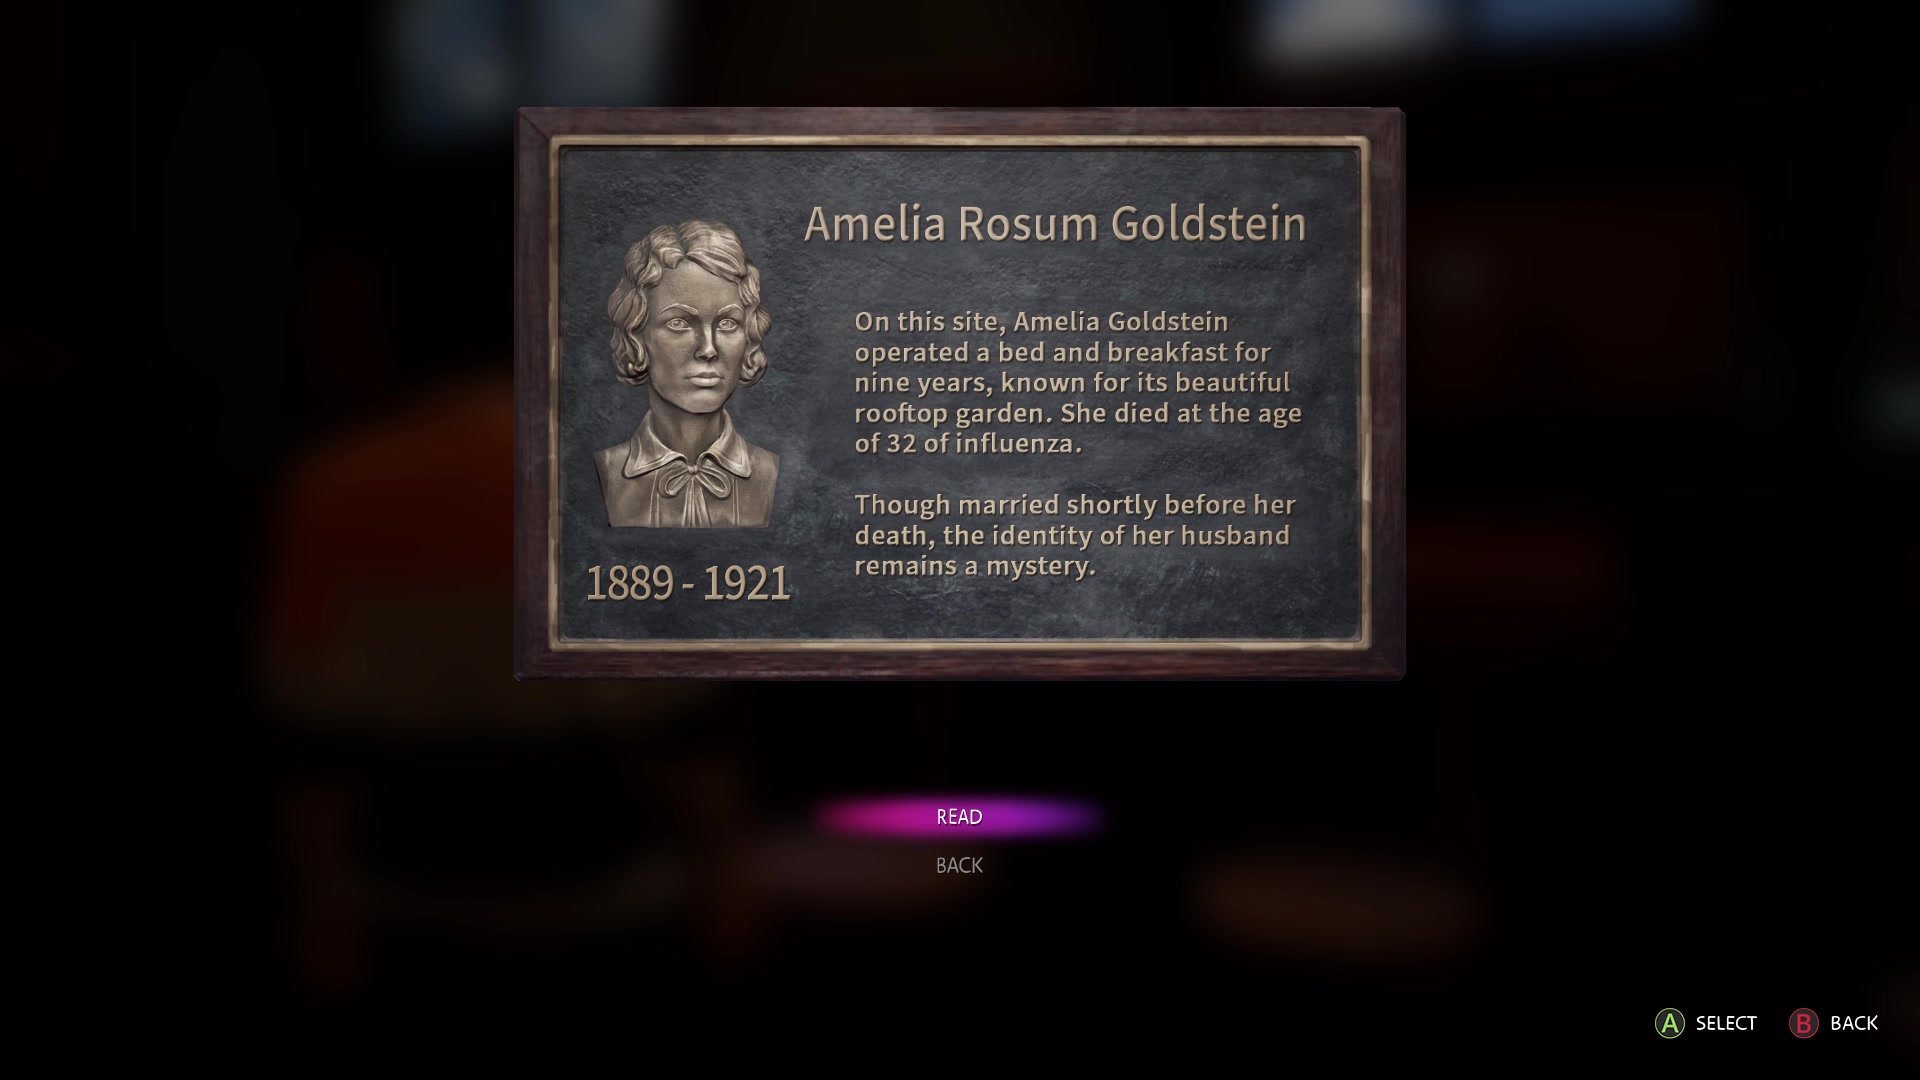 Amelia Rosum Goldstein
On this site, Amelia Goldstein
operated a bed and breakfast for
nine years, known for its beautiful
rooftop garden. She died at the age
of 32 of influenza.
Though married shortly before her
death, the identity of her husband
remains a mystery.
1889 - 1921
READ
BACK
A SELECT B BACK